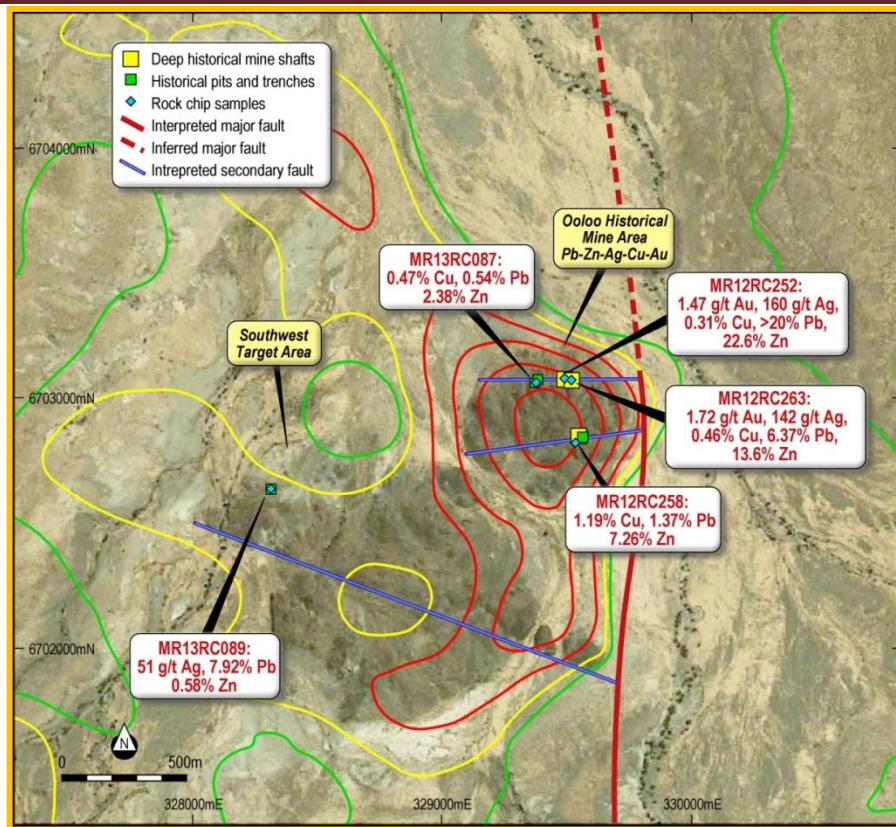 Deep historical mine shafts
Historical pits and trenches
Rock chip samples
Interpreted major fault
Inferred major fault
Intrepreted secondary fault
6704000mN
Ooloo Historical
Mine Area
Pb-Zn-Ag-Cu-Au
MR13RC087:
0.47% Cu, 0.54% Pb
2.38% Zn
MR12RC252:
1.47 g/t Au, 160 g/t Ag,
0.31% Cu, >20% Pb,
22.6% Zn
Southwest
Target Area
6703000mN
MR12RC263:
1.72 g/t Au, 142 g/t Ag,
0.46% Cu, 6.37% Pb,
13.6% Zn
MR12RC258:
1.19% Cu, 1.37% Pb
7.26% Zn
6702000mN
MR13RC089:
51 g/t Ag, 7.92% Pb
0.58% Zn
N
0 500m
328000mE 329000mE 330000mE